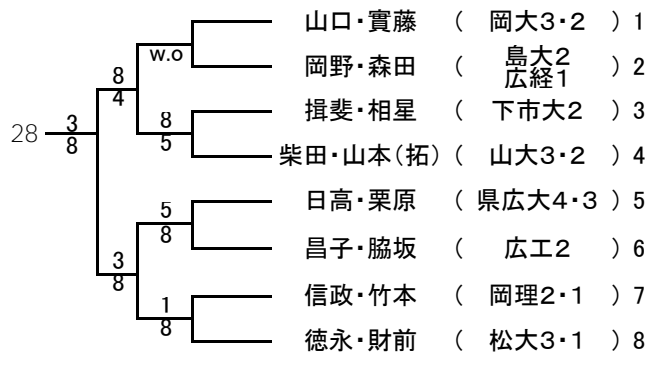 山口・實藤 ( 岡大3・2 ) 1
w.o
岡野・森田 ( 島大2 広経1 ) 2
8
4
揖斐・相星 ( 下市大2 ) 3
8
5
28
3
8
柴田・山本(拓) ( 山大3・2 ) 4
日高・栗原 ( 県広大4・3 ) 5
5
8
昌子・脇坂 ( 広工2 ) 6
3
8
信政・竹本 ( 岡理2・1 ) 7
1
8
徳永・財前 ( 松大3・1 ) 8